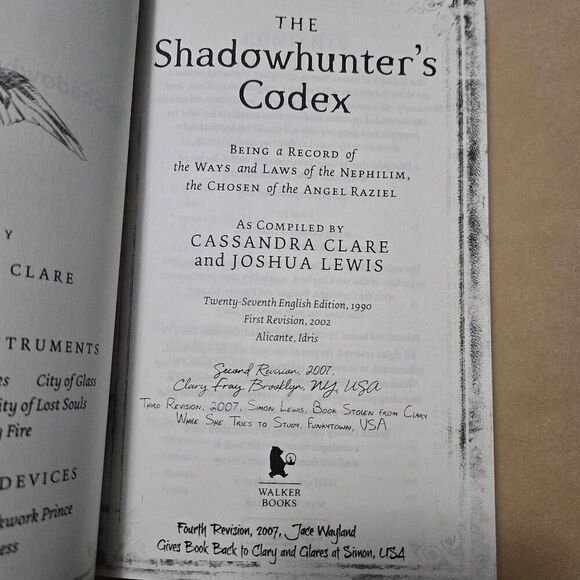 Y
CLARE
TRUMENTS
es City of Glass
ity of Lost Souls
y Fire
DEVICES
kwork Prince
ess
THE
Shadowhunter's
Codex
BEING a RECORD of
the WAYS and LAWS of the NEPHILIM,
the CHOSEN of the ANGEL RAZIEL
AS COMPILED BY
CASSANDRA CLARE
and JOSHUA LEWIS
Twenty-Seventh English Edition, 1990
First Revision, 2002
Alicante, Idris
Second Revision, 2007,
Clary Fray, Brooklyn, NY, USA
THIRD REVISION, 2007, SIMON LEWIS, BOOK STOLEN FROM CLARY
WHILE SHE TRIES TO STUDY, FUNKYTOWN, USA
WALKER
BOOKS
Fourth Revision, 2007, Jace Wayland
Gives Book Back to Clary and Glares at Simon, USA